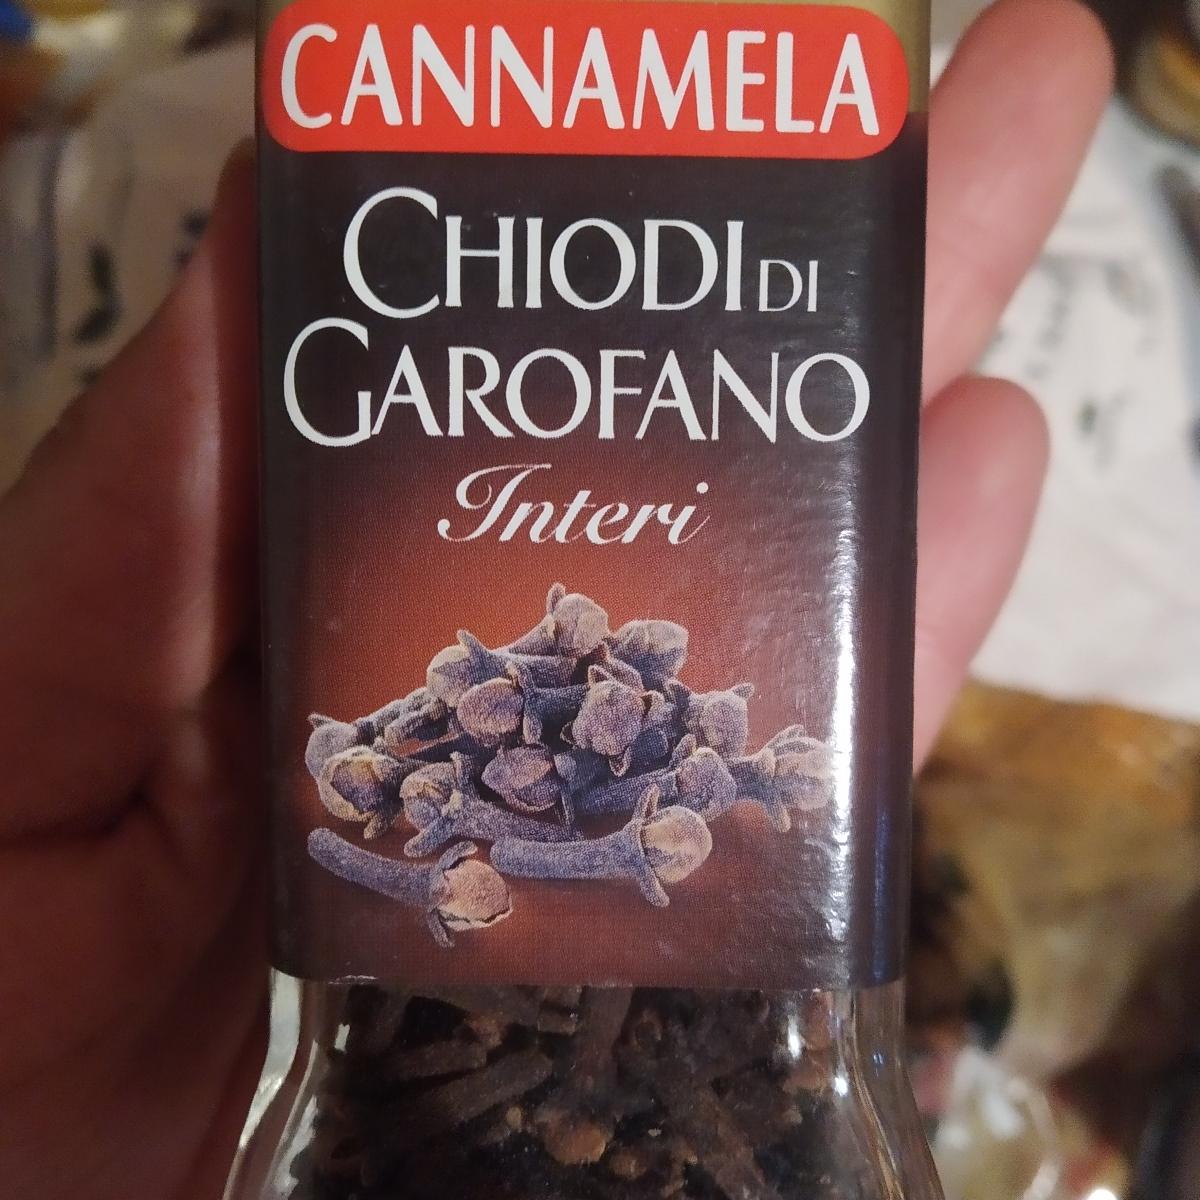 CANNAMELA
CHIODI DI
GAROFANO
Interi